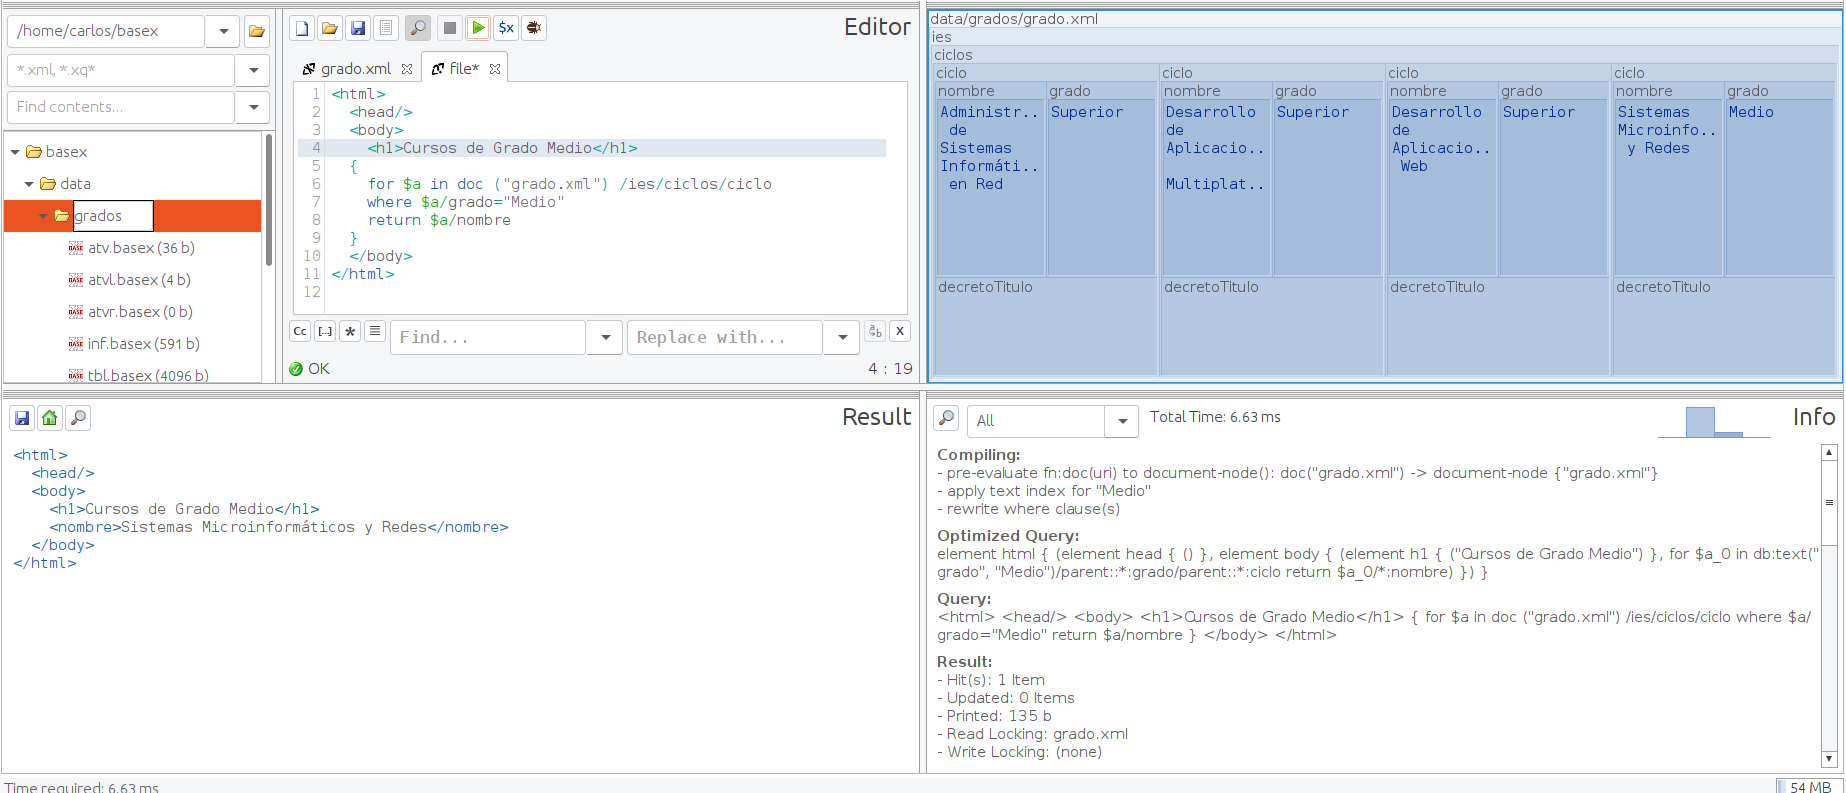 /home/carlos/basex
*.xml, *.xq*
Find contents...
basex
data
grados
atv.basex (36 b)
atvl.basex (4 b)
atvr.basex (0 b)
inf.basex (591 b)
tbl.basex (4096 b)
$x
Editor
grado.xml
file*
1 <html>
2 <head/>
3 <body>
4 <h1>Cursos de Grado Medio</h1>
5 {
6 for $a in doc ("grado.xml") /ies/ciclos/ciclo
7 where $a/grado="Medio"
8 return $a/nombre
9 }
10 </body>
11 </html>
12
Cc [..] *
Find...
Replace with...
a b
X
OK
4 : 19
data/grados/grado.xml
ies
ciclos
ciclo ciclo ciclo ciclo
nombre grado nombre grado nombre grado nombre grado
Administr.. Superior Desarrollo Superior Desarrollo Superior Sistemas Medio
de de de Microinfo..
Sistemas Aplicacio.. Aplicacio.. y Redes
Informáti.. Web
en Red Multiplat..
decretoTitulo decretoTitulo decretoTitulo decretoTitulo
Result
<html>
<head/>
<body>
<h1>Cursos de Grado Medio</h1>
<nombre>Sistemas Microinformáticos y Redes</nombre>
</body>
</html>
All
Total Time: 6.63 ms
Info
Compiling:
- pre-evaluate fn:doc(uri) to document-node(): doc("grado.xml") -> document-node {"grado.xml"}
- apply text index for "Medio"
- rewrite where clause(s)
Optimized Query:
element html { (element head { () }, element body { (element h1 { ("Cursos de Grado Medio") }, for $a_0 in db:text("
grado", "Medio")/parent::*:grado/parent::*:ciclo return $a_0/*:nombre) }) }
Query:
<html> <head/> <body> <h1>Cursos de Grado Medio</h1> { for $a in doc ("grado.xml") /ies/ciclos/ciclo where $a/
grado="Medio" return $a/nombre } </body> </html>
Result:
- Hit(s): 1 Item
- Updated: 0 Items
- Printed: 135 b
- Read Locking: grado.xml
- Write Locking: (none)
Time required: 6.63 ms
54 MB